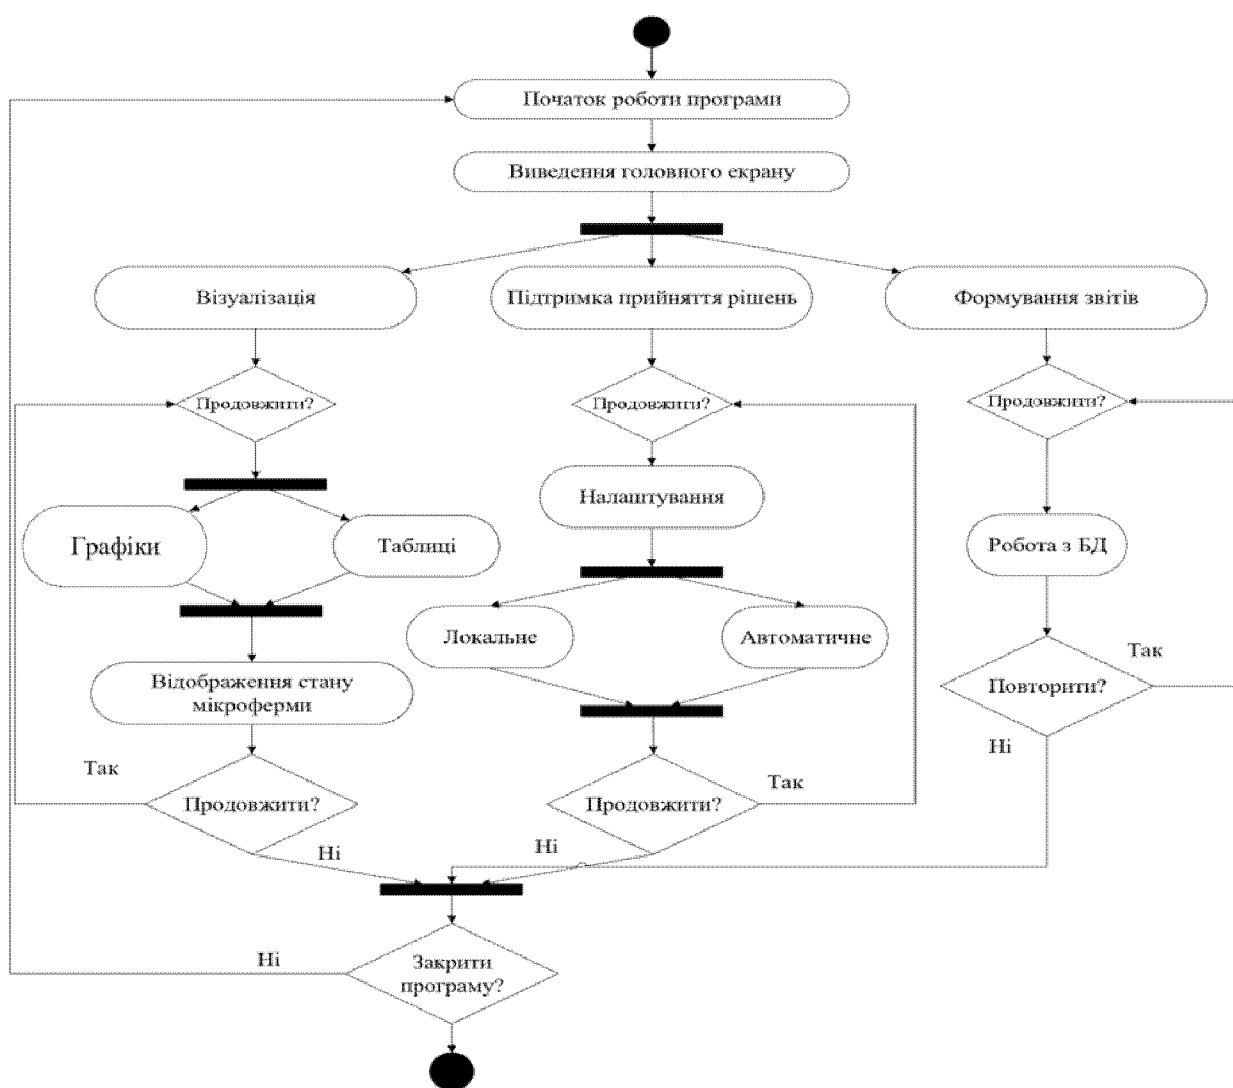 Початок роботи програми
Виведення головного екрану
Візуалізація
Підтримка прийняття рішень
Формування звітів
Продовжити?
Продовжити?
Продовжити?
Налаштування
Графіки
Таблиці
Робота з БД
Локальне
Автоматичне
Відображення стану
мікроферми
Повторити?
Так
Ні
Так
Продовжити?
Продовжити?
Так
Ні
Ні
Закрити
програму?
Ні